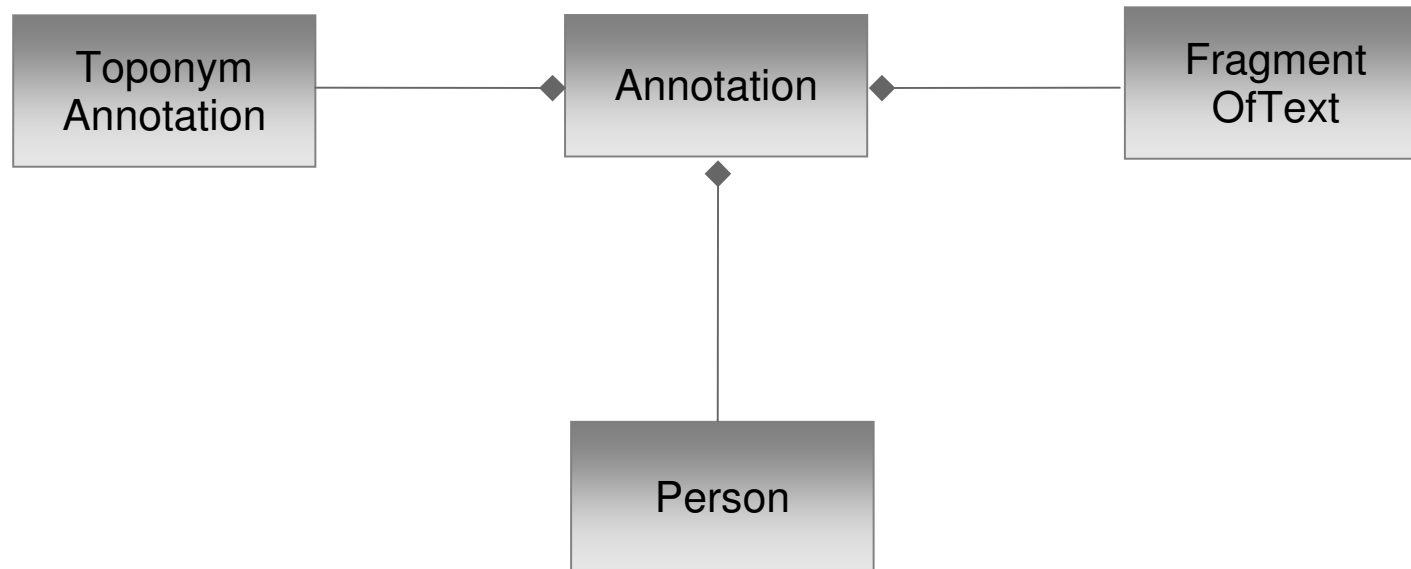 Toponym
Annotation
Annotation
Fragment
OfText
Person